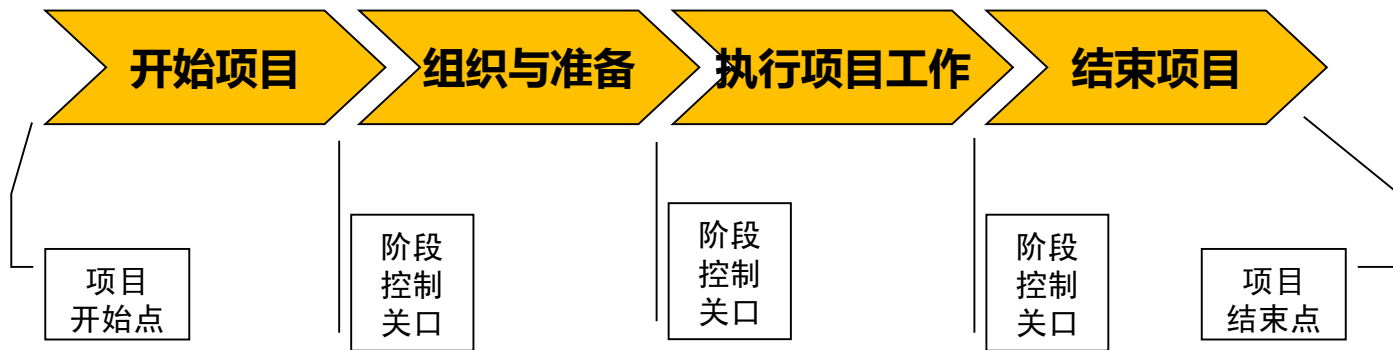 开始项目
组织与准备
执行项目工作
结束项目
项目
开始点
阶段
控制
关口
阶段
控制
关口
阶段
控制
关口
项目
结束点